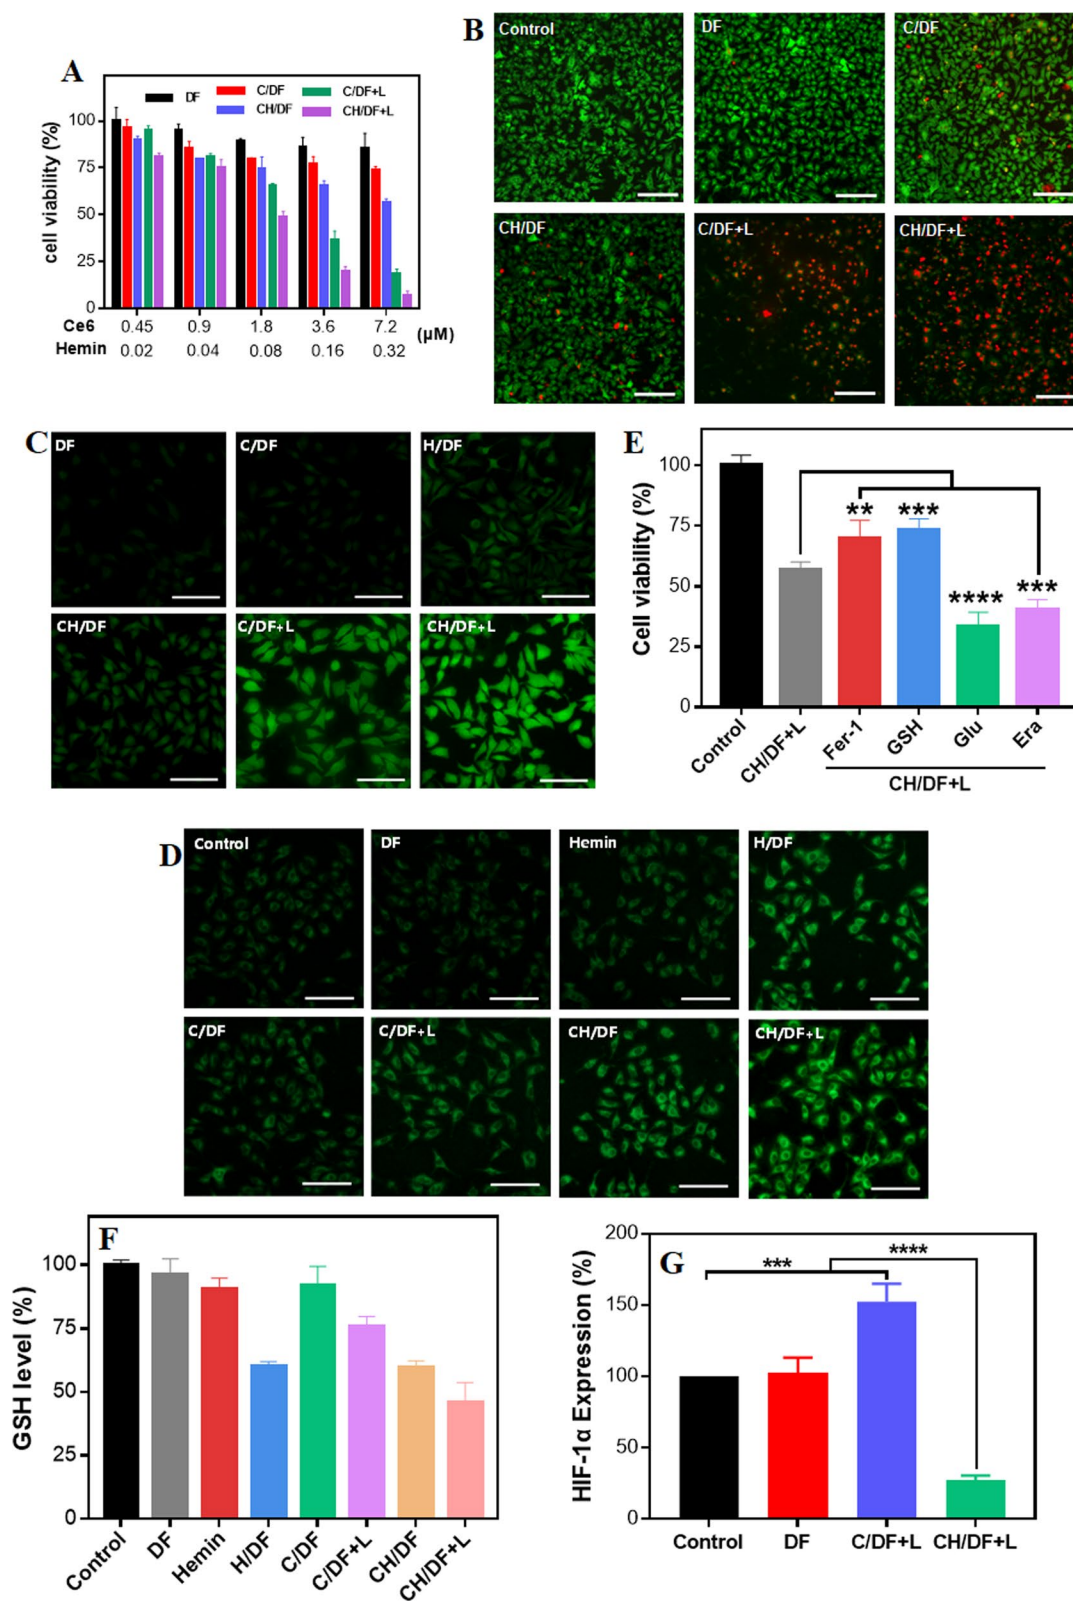 A
DF
C/DF
C/DF+L
CH/DF
CH/DF+L
cell viability (%)
100
75
50
25
0
Ce6 0.45 0.9 1.8 3.6 7.2 (μM)
Hemin 0.02 0.04 0.08 0.16 0.32
B
Control
DF
C/DF
CH/DF
C/DF+L
CH/DF+L
C
DF
C/DF
H/DF
CH/DF
C/DF+L
CH/DF+L
E
Cell viability (%)
100
75
50
25
0
**
***
****
***
Control
CH/DF+L
Fer-1
GSH
Glu
Era
CH/DF+L
D
Control
DF
Hemin
H/DF
C/DF
C/DF+L
CH/DF
CH/DF+L
F
GSH level (%)
100
75
50
25
0
Control
DF
Hemin
H/DF
C/DF
C/DF+L
CH/DF
CH/DF+L
G
HIF-1α Expression (%)
200
150
100
50
0
***
****
Control
DF
C/DF+L
CH/DF+L